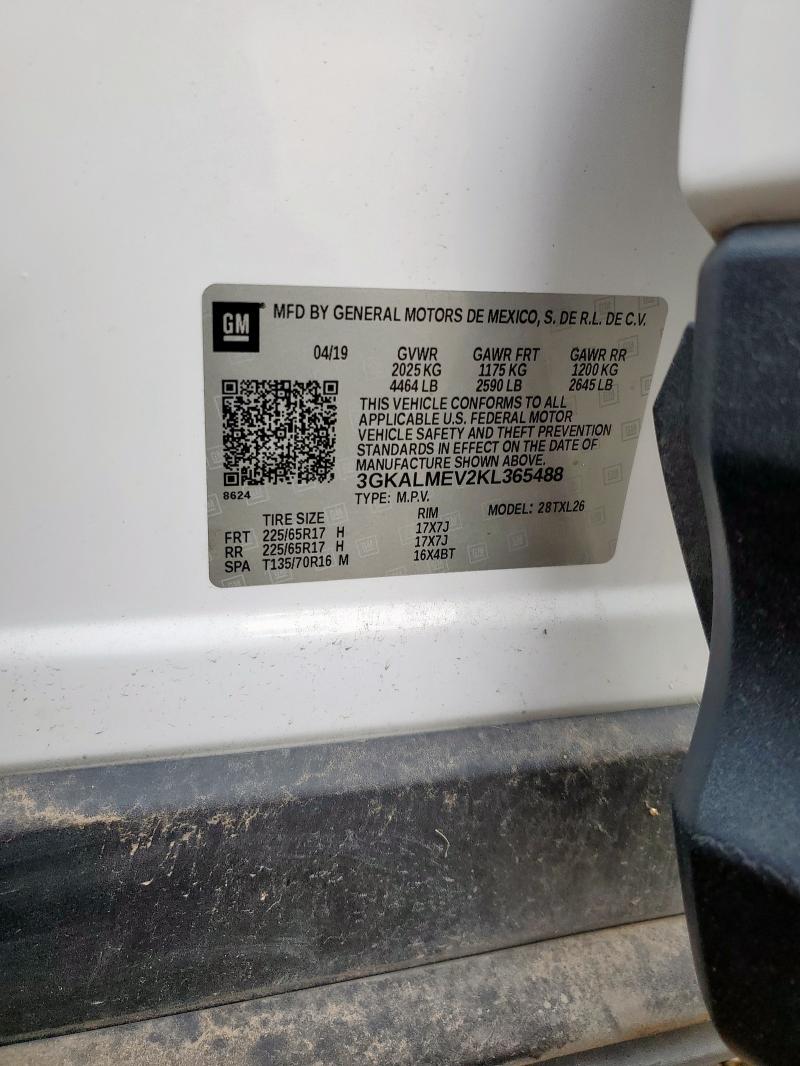 GM
MFD BY GENERAL MOTORS DE MEXICO, S. DE R.L. DE C.V.
04/19 GVWR GAWR FRT GAWR RR
2025 KG 1175 KG 1200 KG
4464 LB 2590 LB 2645 LB
THIS VEHICLE CONFORMS TO ALL
APPLICABLE U.S. FEDERAL MOTOR
VEHICLE SAFETY AND THEFT PREVENTION
STANDARDS IN EFFECT ON THE DATE OF
MANUFACTURE SHOWN ABOVE.
3GKALMEV2KL365488
8624
TYPE: M.P.V. MODEL: 28TXL26
TIRE SIZE RIM
FRT 225/65R17 H 17X7J
RR 225/65R17 H 17X7J
SPA T135/70R16 M 16X4BT